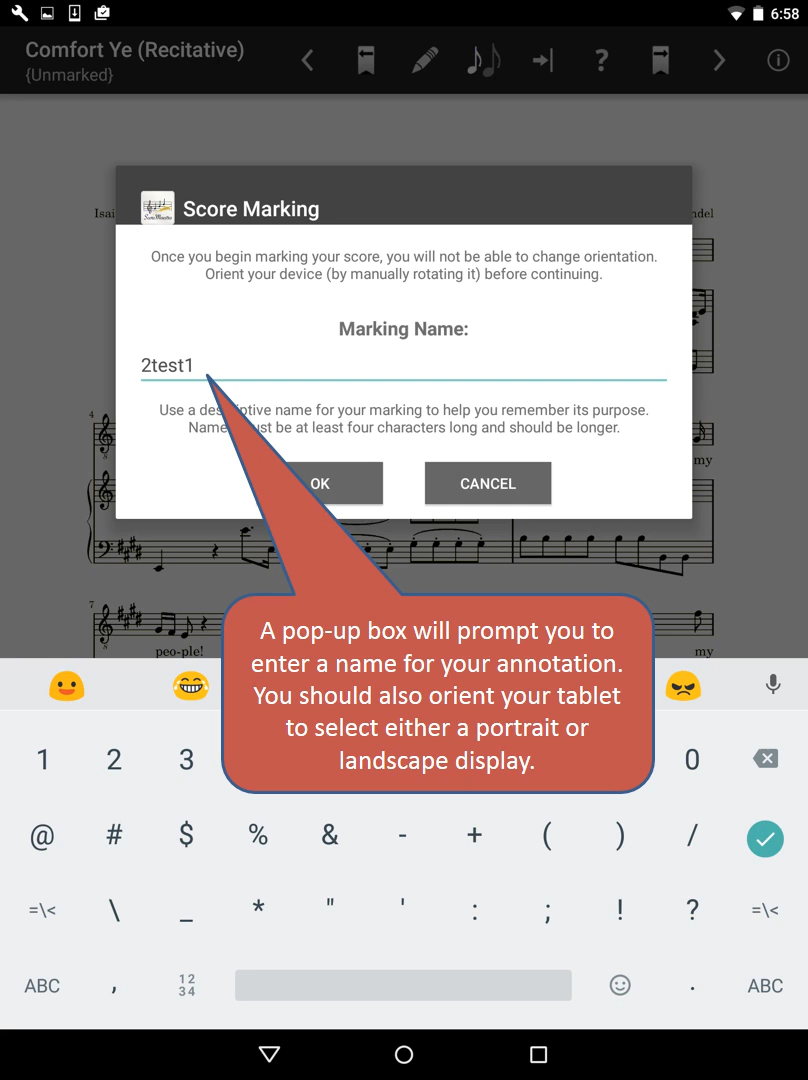 6:58
Comfort Ye (Recitative)
{Unmarked}
?
Isai
ndel
Score Marking
Once you begin marking your score, you will not be able to change orientation.
Orient your device (by manually rotating it) before continuing.
Marking Name:
2test1
Use a des ptive name for your marking to help you remember its purpose.
Name ust be at least four characters long and should be longer.
OK CANCEL
4
my
7
peo-ple!
my
A pop-up box will prompt you to
enter a name for your annotation.
You should also orient your tablet
to select either a portrait or
landscape display.
1 2 3 0
@ # $ % & - + ( ) /
=\< \ _ * " ' : ; ! ? =\<
ABC , 12 34 . ABC